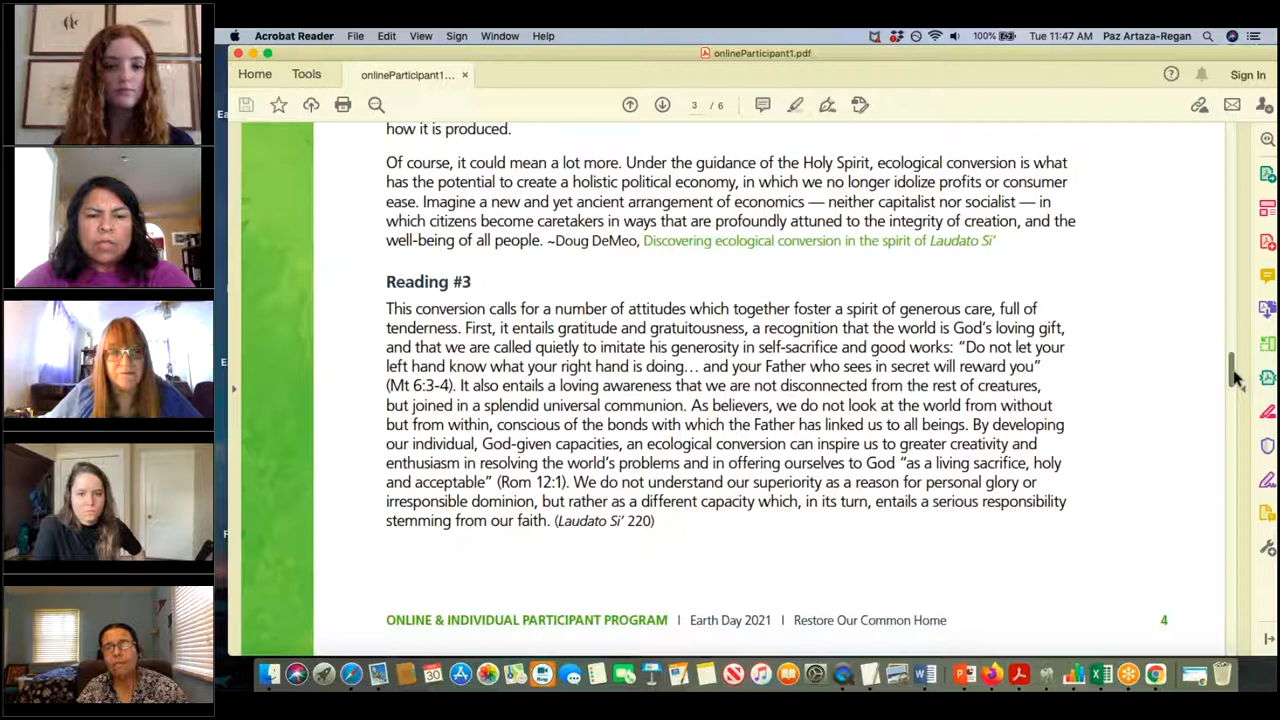 Acrobat Reader File Edit View Sign Window Help 100% Tue 11:47 AM Paz Artaza-Regan
onlineParticipant1.pdf
Home Tools onlineParticipant1... × Sign In
3 / 6
how it is produced.
Of course, it could mean a lot more. Under the guidance of the Holy Spirit, ecological conversion is what
has the potential to create a holistic political economy, in which we no longer idolize profits or consumer
ease. Imagine a new and yet ancient arrangement of economics — neither capitalist nor socialist — in
which citizens become caretakers in ways that are profoundly attuned to the integrity of creation, and the
well-being of all people. ~Doug DeMeo, Discovering ecological conversion in the spirit of Laudato Si’
Reading #3
This conversion calls for a number of attitudes which together foster a spirit of generous care, full of
tenderness. First, it entails gratitude and gratuitousness, a recognition that the world is God’s loving gift,
and that we are called quietly to imitate his generosity in self-sacrifice and good works: “Do not let your
left hand know what your right hand is doing… and your Father who sees in secret will reward you”
(Mt 6:3-4). It also entails a loving awareness that we are not disconnected from the rest of creatures,
but joined in a splendid universal communion. As believers, we do not look at the world from without
but from within, conscious of the bonds with which the Father has linked us to all beings. By developing
our individual, God-given capacities, an ecological conversion can inspire us to greater creativity and
enthusiasm in resolving the world’s problems and in offering ourselves to God “as a living sacrifice, holy
and acceptable” (Rom 12:1). We do not understand our superiority as a reason for personal glory or
irresponsible dominion, but rather as a different capacity which, in its turn, entails a serious responsibility
stemming from our faith. (Laudato Si’ 220)
ONLINE & INDIVIDUAL PARTICIPANT PROGRAM | Earth Day 2021 | Restore Our Common Home 4
30